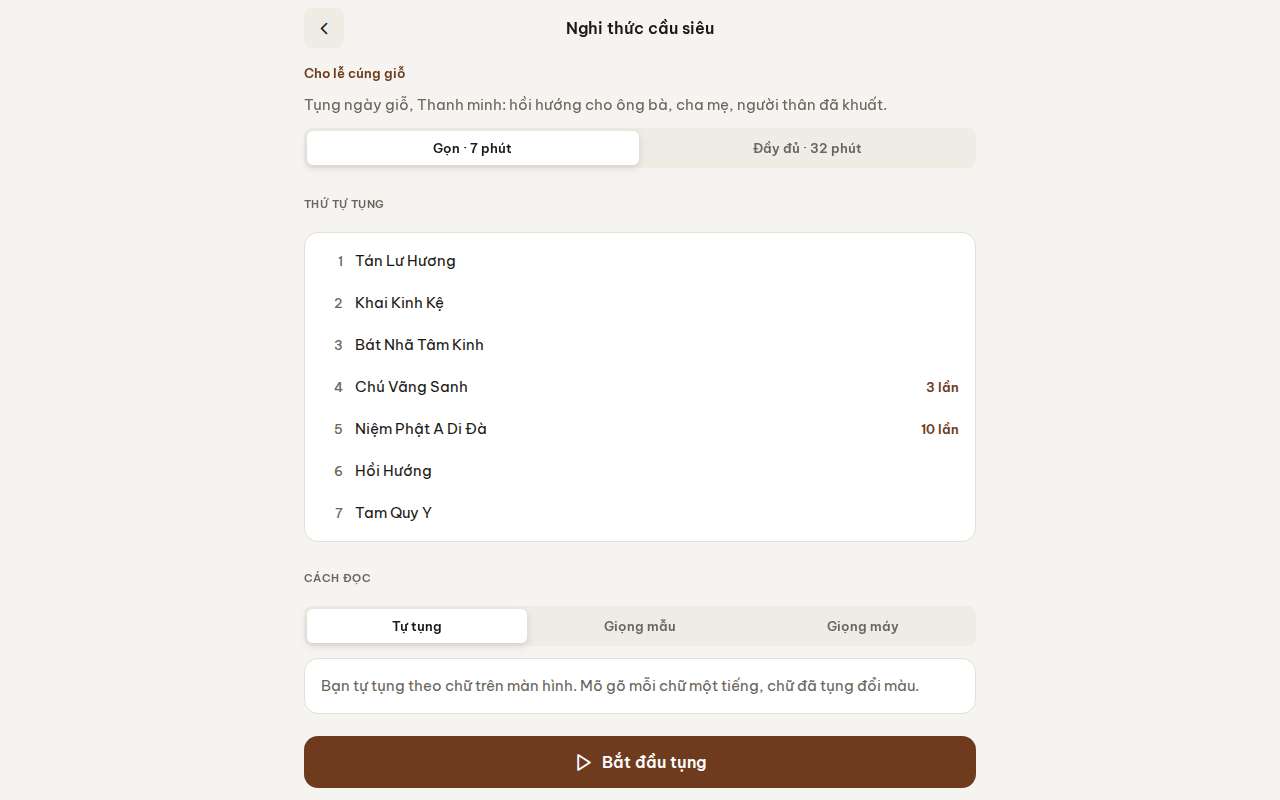 Nghi thức cầu siêu
Cho lễ cúng giỗ
Tụng ngày giỗ, Thanh minh: hồi hướng cho ông bà, cha mẹ, người thân đã khuất.
Gọn · 7 phút
Đầy đủ · 32 phút
THỨ TỰ TỤNG
1 Tán Lư Hương
2 Khai Kinh Kệ
3 Bát Nhã Tâm Kinh
4 Chú Vãng Sanh 3 lần
5 Niệm Phật A Di Đà 10 lần
6 Hồi Hướng
7 Tam Quy Y
CÁCH ĐỌC
Tự tụng
Giọng mẫu
Giọng máy
Bạn tự tụng theo chữ trên màn hình. Mõ gõ mỗi chữ một tiếng, chữ đã tụng đổi màu.
Bắt đầu tụng